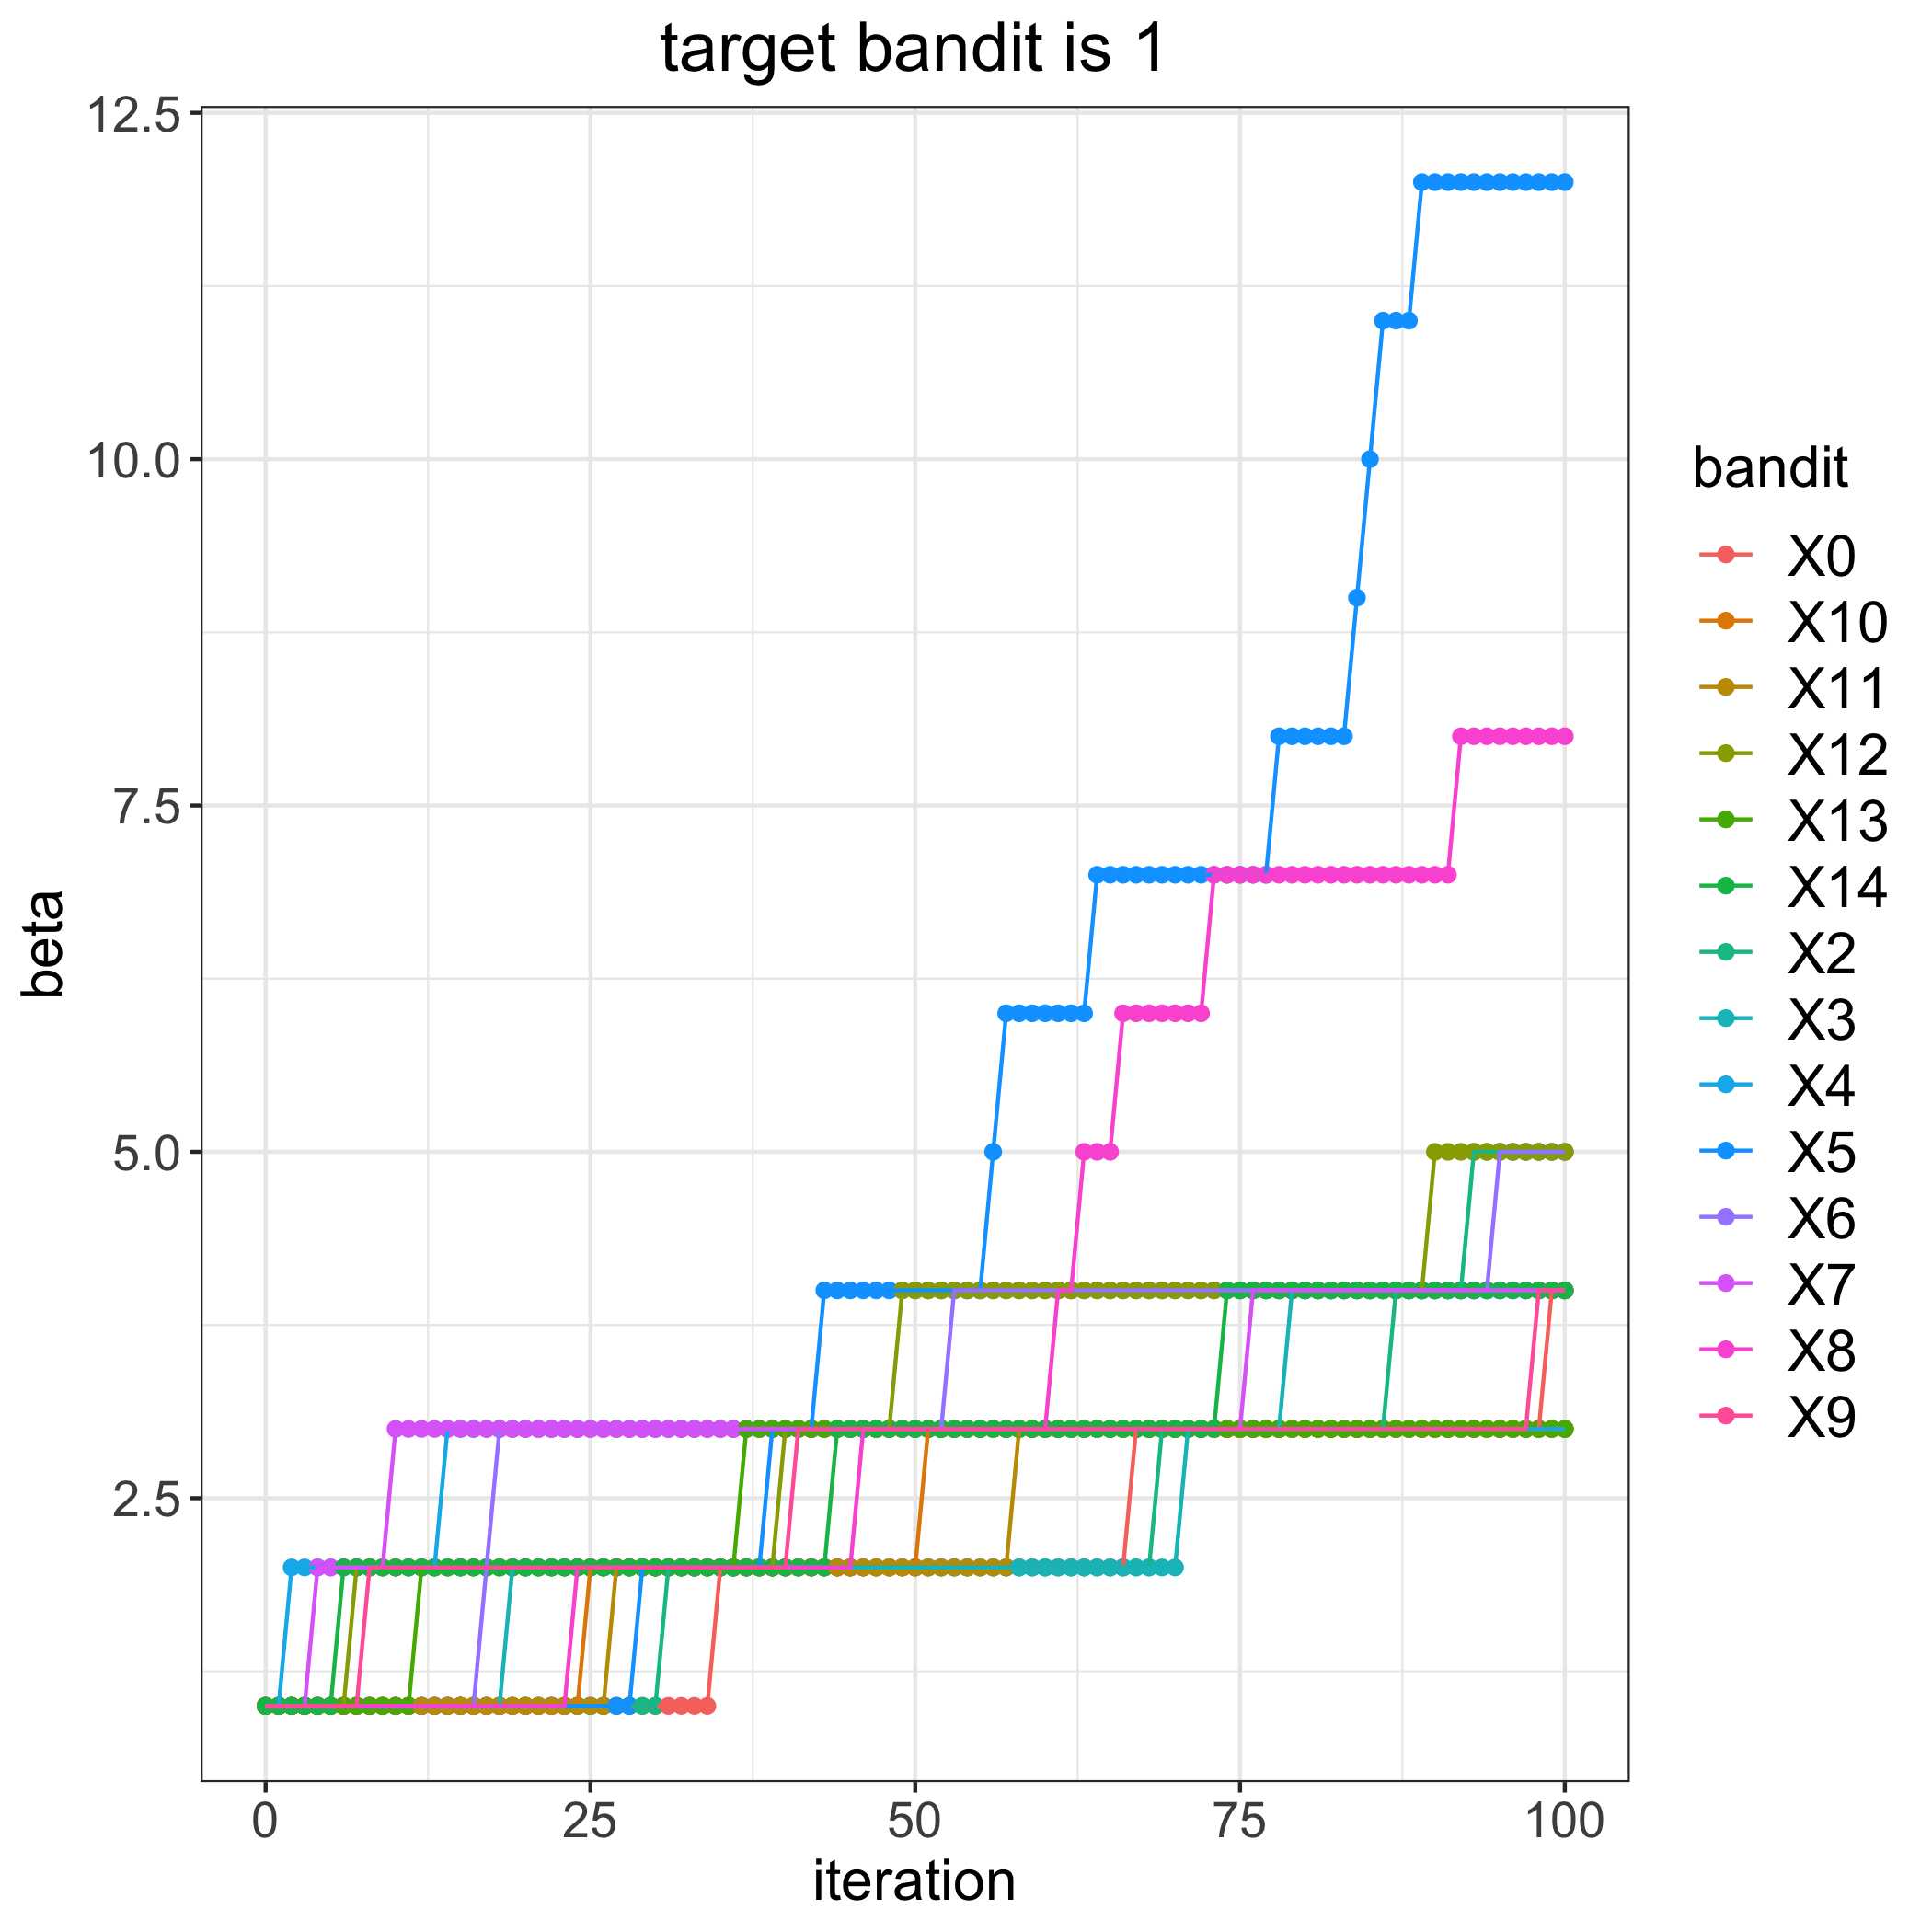 target bandit is 1
12.5
10.0
7.5
5.0
2.5
beta
0
25
50
75
100
iteration
bandit
X0
X10
X11
X12
X13
X14
X2
X3
X4
X5
X6
X7
X8
X9